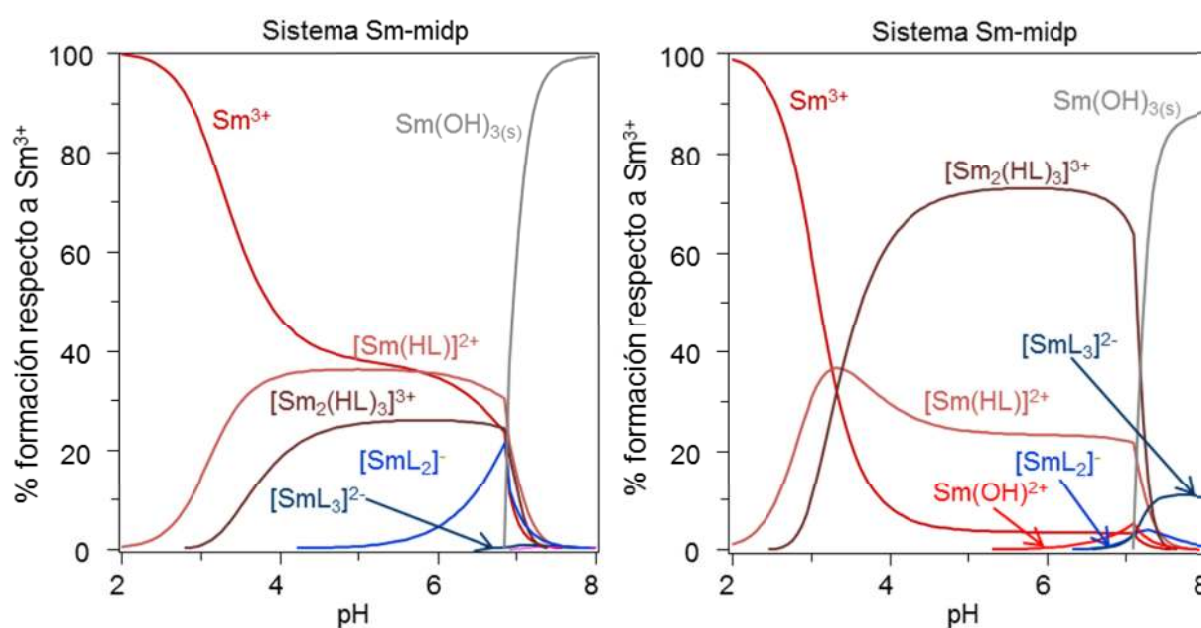 Sistema Sm-midp
% formación respecto a Sm³⁺
100
80
60
40
20
0
2
4
6
8
pH
Sm³⁺
Sm(OH)₃₍ₛ₎
[Sm(HL)]²⁺
[Sm₂(HL)₃]³⁺
[SmL₂]⁻
[SmL₃]²⁻
Sistema Sm-midp
% formación respecto a Sm³⁺
100
80
60
40
20
0
2
4
6
8
pH
Sm³⁺
Sm(OH)₃₍ₛ₎
[Sm₂(HL)₃]³⁺
[SmL₃]²⁻
[Sm(HL)]²⁺
[SmL₂]⁻
Sm(OH)²⁺